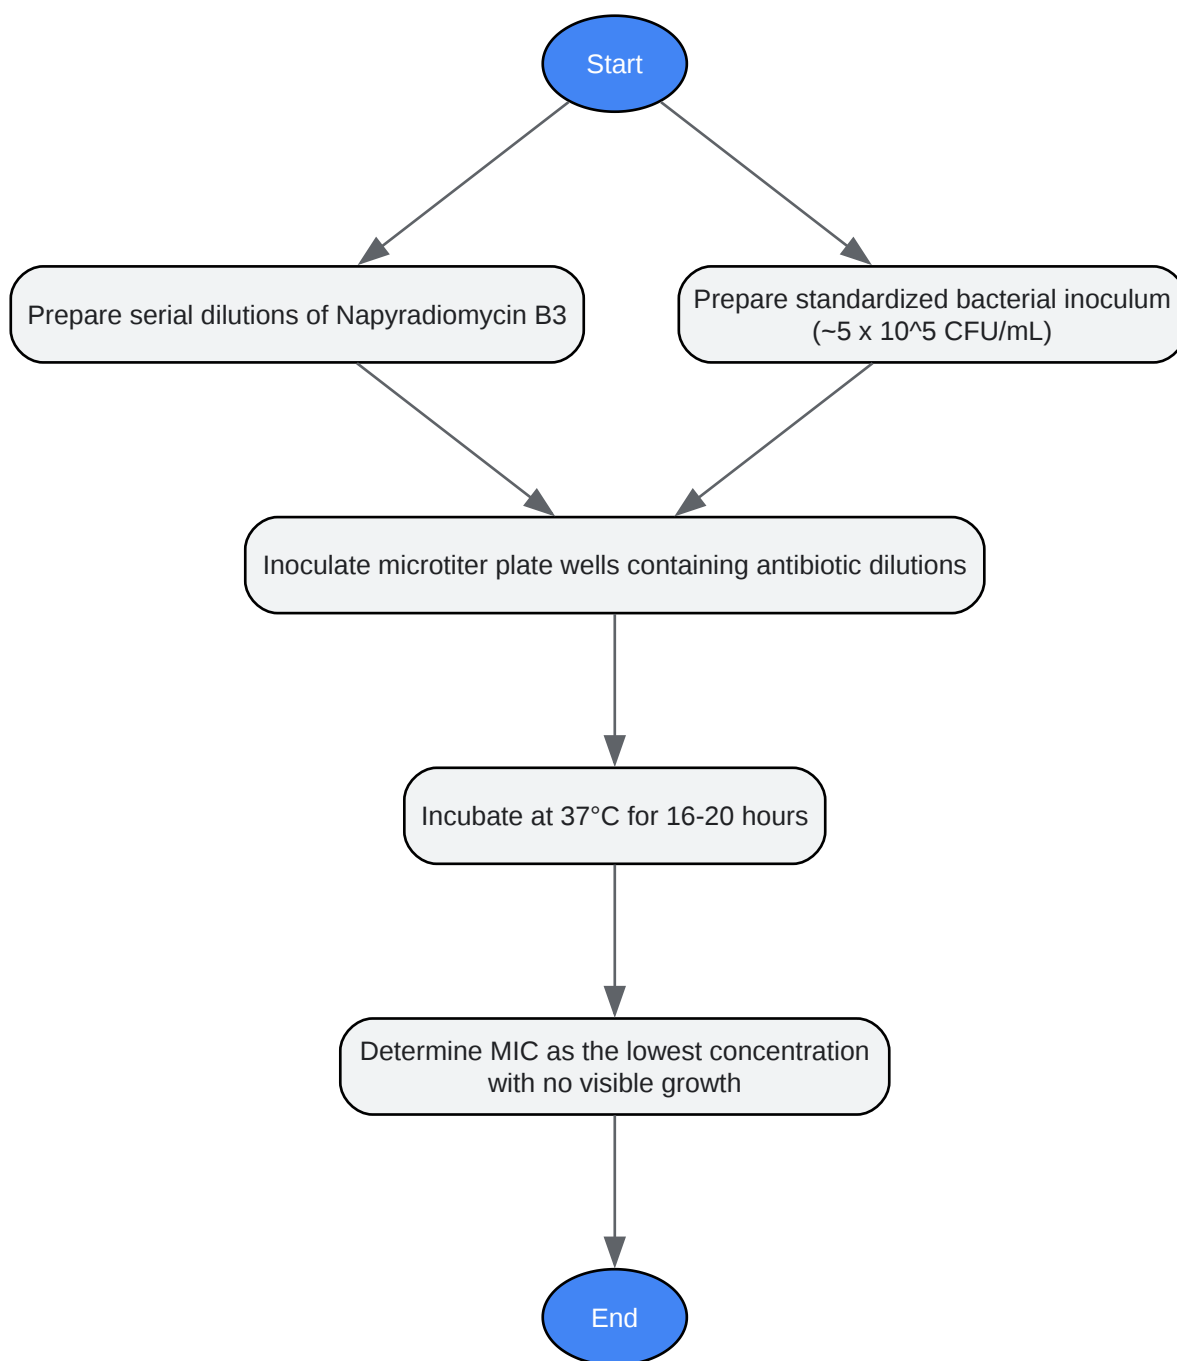 Start
Prepare serial dilutions of Napyradiomycin B3
Prepare standardized bacterial inoculum
(~5 x 10^5 CFU/mL)
Inoculate microtiter plate wells containing antibiotic dilutions
Incubate at 37°C for 16-20 hours
Determine MIC as the lowest concentration
with no visible growth
End